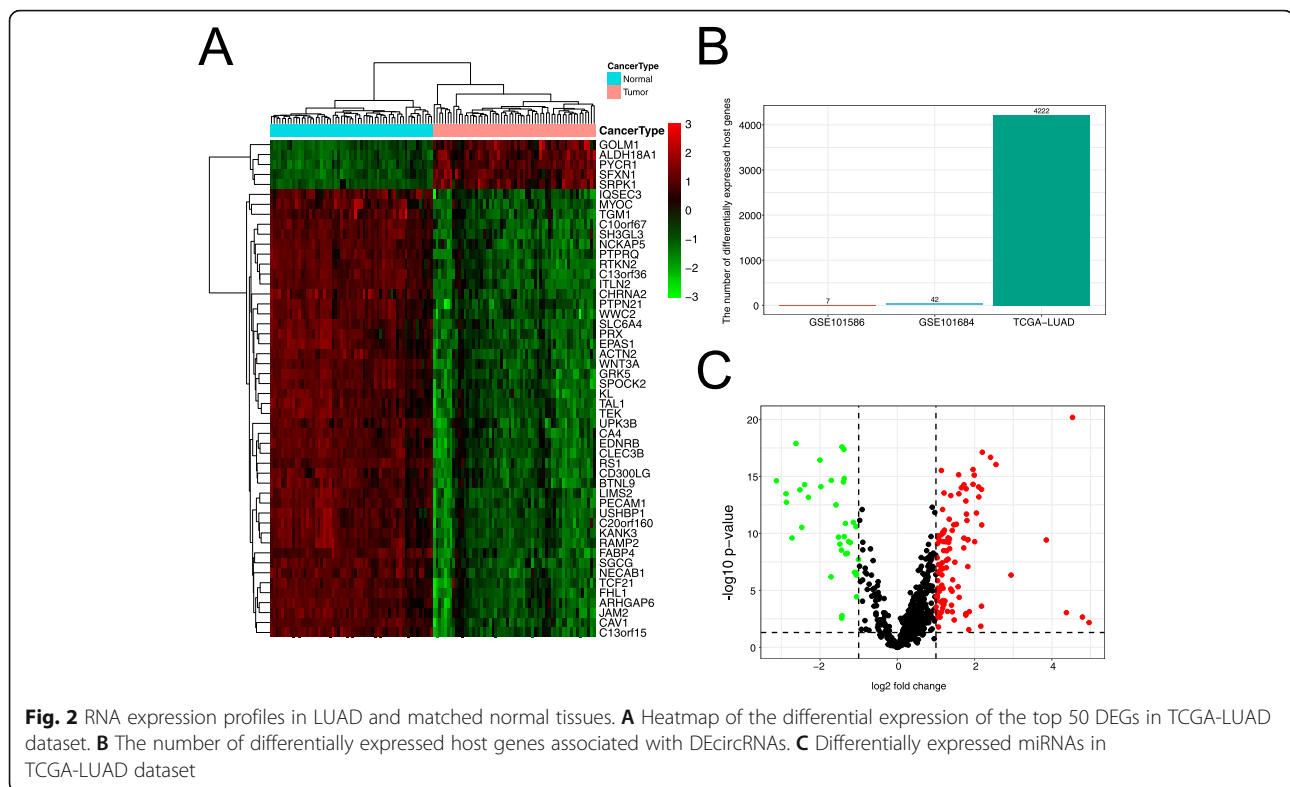 A
CancerType
Normal
Tumor
CancerType
GOLM1
ALDH18A1
PYCR1
SFXN1
SRPK1
IQSEC3
MYOC
TGM1
C10orf67
SH3GL3
NCKAP5
PTPRQ
RTKN2
C13orf36
ITLN2
CHRNA2
PTPN21
WWC2
SLC6A4
PRX
EPAS1
ACTN2
WNT3A
GRK5
SPOCK2
KL
TAL1
TEK
UPK3B
CA4
EDNRB
CLEC3B
RS1
CD300LG
BTNL9
LIMS2
PECAM1
USHBP1
C20orf160
KANK3
RAMP2
FABP4
SGCG
NECAB1
TCF21
FHL1
ARHGAP6
JAM2
CAV1
C13orf15
3
2
1
0
−1
−2
−3
B
The number of differentially expressed host genes
4000
3000
2000
1000
0
7
42
4222
GSE101586
GSE101684
TCGA−LUAD
C
-log10 p−value
20
15
10
5
0
−2
0
2
4
log2 fold change
Fig. 2 RNA expression profiles in LUAD and matched normal tissues. A Heatmap of the differential expression of the top 50 DEGs in TCGA-LUAD
dataset. B The number of differentially expressed host genes associated with DEcircRNAs. C Differentially expressed miRNAs in
TCGA-LUAD dataset